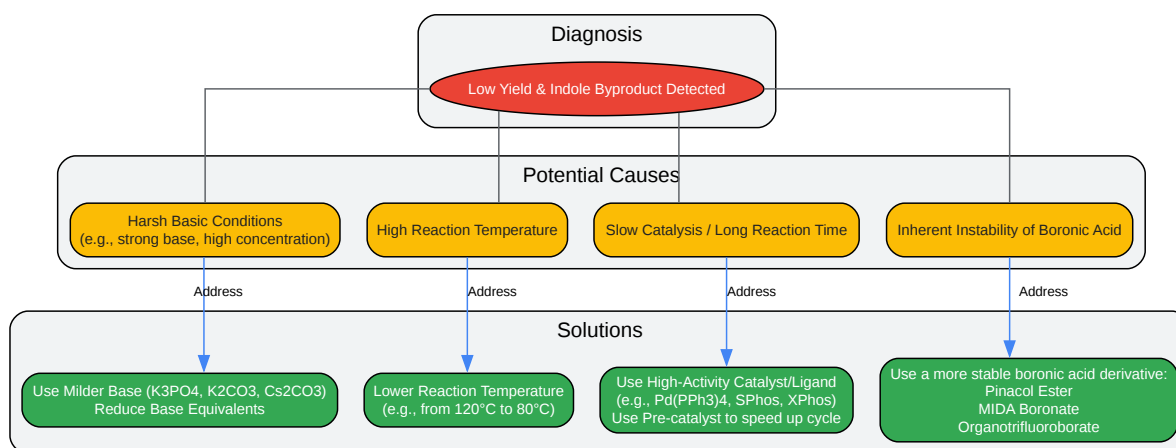 Diagnosis
Low Yield & Indole Byproduct Detected
Potential Causes
Harsh Basic Conditions
(e.g., strong base, high concentration)
High Reaction Temperature
Slow Catalysis / Long Reaction Time
Inherent Instability of Boronic Acid
Address
Address
Address
Address
Solutions
Use Milder Base (K3PO4, K2CO3, Cs2CO3)
Reduce Base Equivalents
Lower Reaction Temperature
(e.g., from 120°C to 80°C)
Use High-Activity Catalyst/Ligand
(e.g., Pd(PPh3)4, SPhos, XPhos)
Use Pre-catalyst to speed up cycle
Use a more stable boronic acid derivative:
Pinacol Ester
MIDA Boronate
Organotrifluoroborate